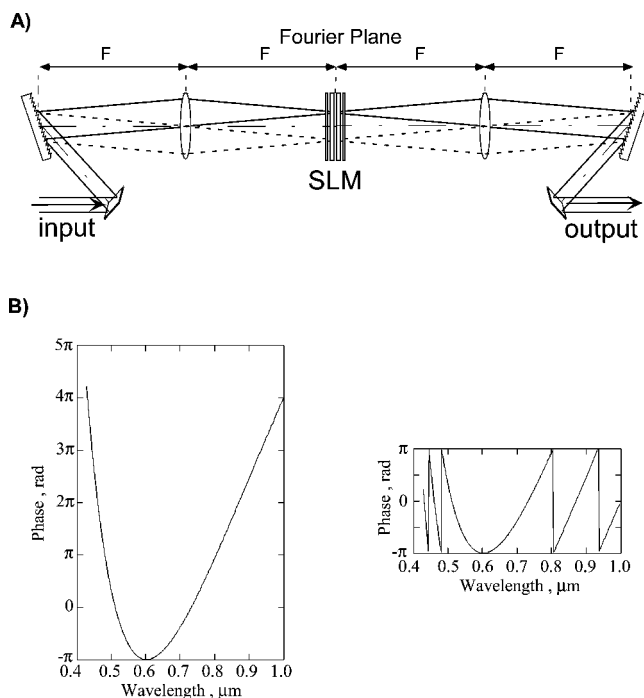 A)
Fourier Plane
F F F F
SLM
input
output
B)
5π
4π
3π
2π
π
0
-π
Phase , rad
0.4 0.5 0.6 0.7 0.8 0.9 1.0
Wavelength , μm
π
0
-π
Phase , rad
0.4 0.5 0.6 0.7 0.8 0.9 1.0
Wavelength , μm